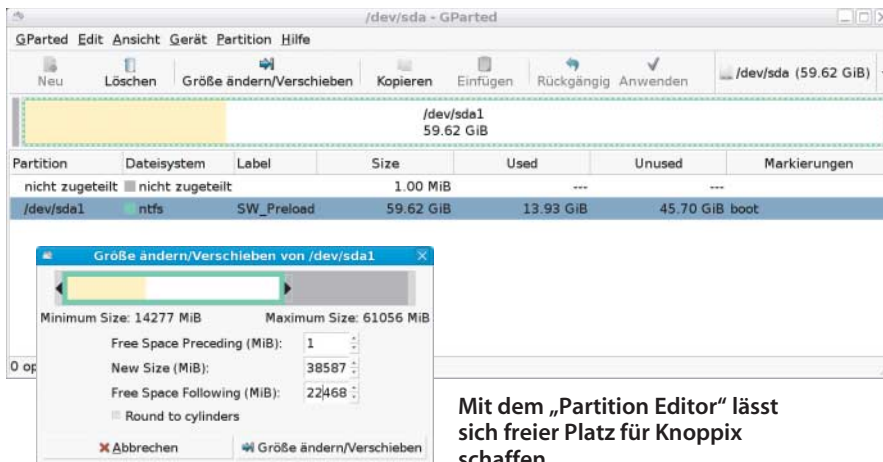 /dev/sda - GParted
GParted Edit Ansicht Gerät Partition Hilfe
Neu Löschen Größe ändern/Verschieben Kopieren Einfügen Rückgängig Anwenden /dev/sda (59.62 GiB)
/dev/sda1
59.62 GiB
Partition Dateisystem Label Size Used Unused Markierungen
nicht zugeteilt nicht zugeteilt 1.00 MiB --- ---
/dev/sda1 ntfs SW_Preload 59.62 GiB 13.93 GiB 45.70 GiB boot
Größe ändern/Verschieben von /dev/sda1
Minimum Size: 14277 MiB Maximum Size: 61056 MiB
Free Space Preceding (MiB): 1
0 op
New Size (MiB): 38587
Free Space Following (MiB): 22468
Round to cylinders
Abbrechen Größe ändern/Verschieben
Mit dem „Partition Editor“ lässt
sich freier Platz für Knoppix
schaffen